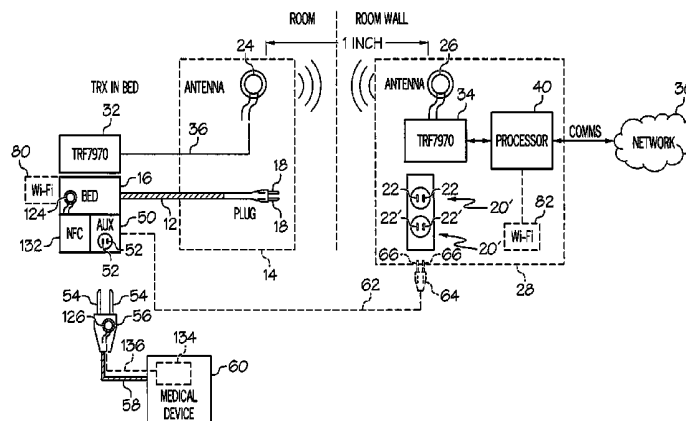 ROOM
ROOM WALL
1 INCH
24
26
ANTENNA
ANTENNA
TRX IN BED
32
34
40
TRF7970
36
TRF7970
PROCESSOR
COMMS
NETWORK
80
16
Wi-Fi
124
BED
18
12
PLUG
18
22
22
20'
22'
22'
20'
82
Wi-Fi
50
NFC
AUX
132
52
52
14
66
66
28
64
62
54
54
126
56
136
134
60
58
MEDICAL
DEVICE